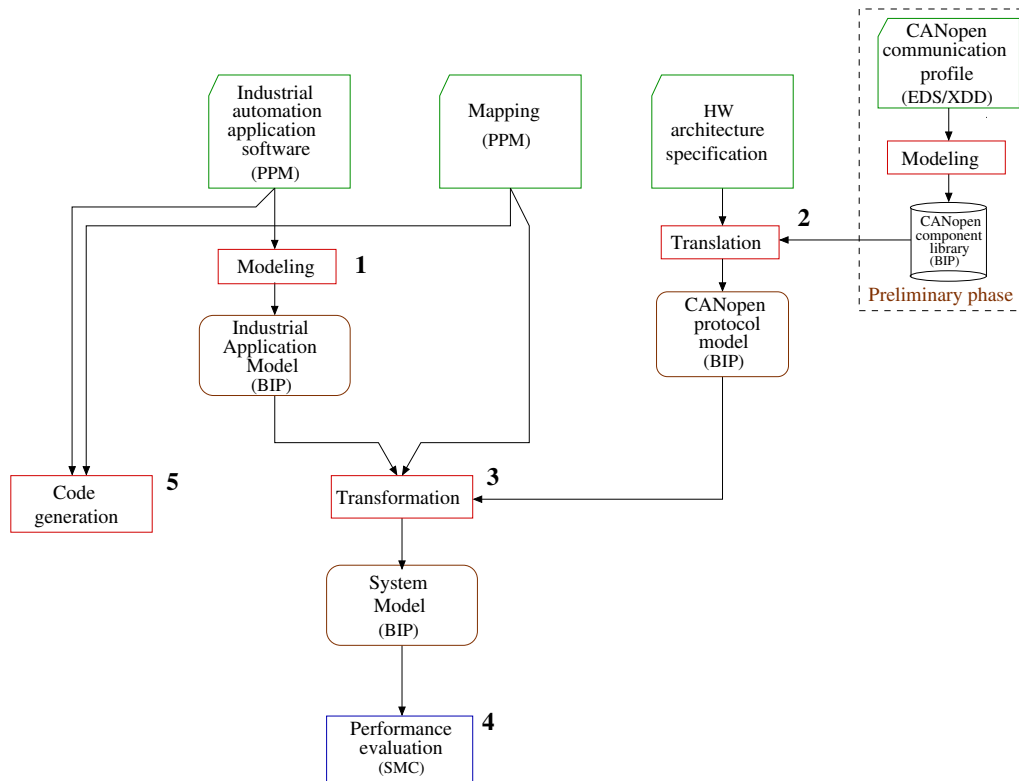 CANopen
communication
profile
(EDS/XDD)
Industrial
automation
application
software
(PPM)
Mapping
(PPM)
HW
architecture
specification
Modeling
CANopen
component
library
(BIP)
Preliminary phase
2
Translation
Modeling
1
CANopen
protocol
model
(BIP)
Industrial
Application
Model
(BIP)
Code
generation
5
Transformation
3
System
Model
(BIP)
Performance
evaluation
(SMC)
4